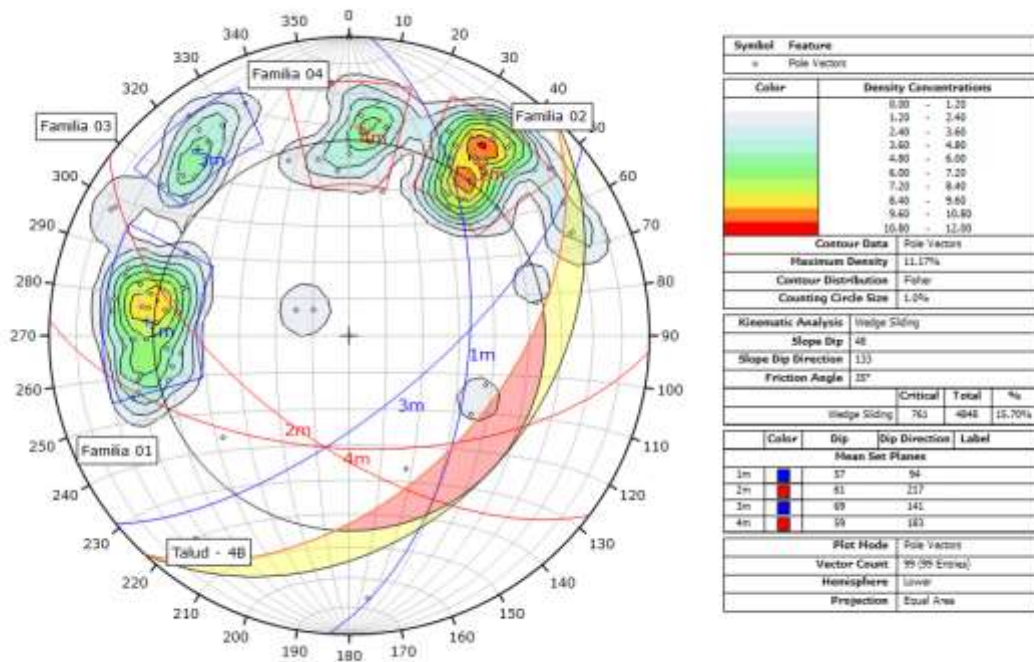 0
10
20
30
40
50
60
70
80
90
100
110
120
130
140
150
160
170
180
190
200
210
220
230
240
250
260
270
280
290
300
320
330
340
350
Familia 04
Familia 02
Familia 03
Familia 01
Talud - 4B
1m
3m
2m
4m
3m
Symbol Feature
Pole Vectors
Color Density Concentrations
0.00 - 1.20
1.20 - 2.40
2.40 - 3.60
3.60 - 4.80
4.80 - 6.00
6.00 - 7.20
7.20 - 8.40
8.40 - 9.60
9.60 - 10.80
10.80 - 12.00
Contour Data Pole Vectors
Maximum Density 11.17%
Contour Distribution Fisher
Counting Circle Size 1.0%
Kinematic Analysis Wedge Sliding
Slope Dip 48
Slope Dip Direction 133
Friction Angle 35°
Critical Total %
Wedge Sliding 761 4848 15.70%
Color Dip Dip Direction Label
Mean Set Planes
1m 57 94
2m 61 217
3m 69 141
4m 59 183
Plot Mode Pole Vectors
Vector Count 99 (99 Entries)
Hemisphere Lower
Projection Equal Area